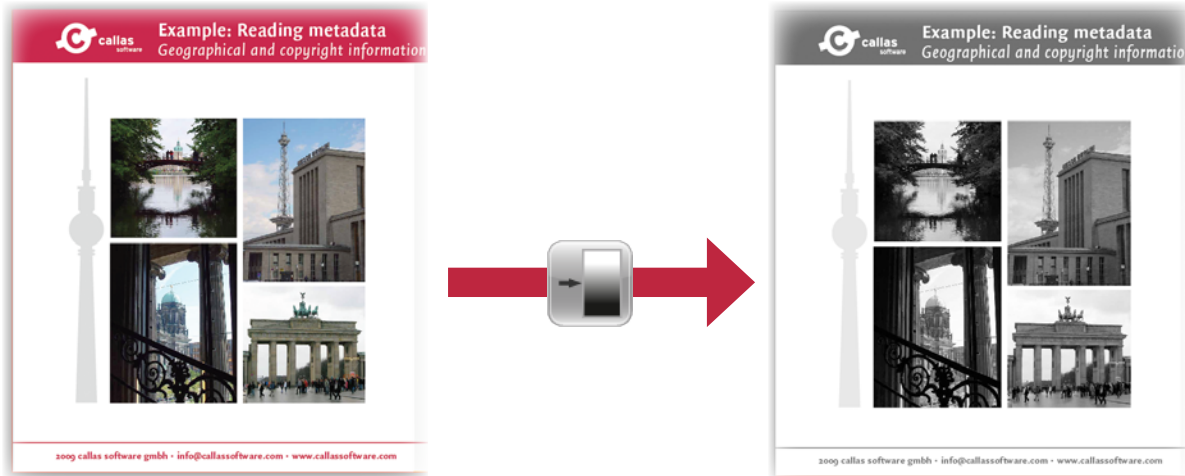 callas
software
Example: Reading metadata
Geographical and copyright information
2009 callas software gmbh • info@callassoftware.com • www.callassoftware.com
callas
software
Example: Reading metadata
Geographical and copyright informatio
2009 callas software gmbh • info@callassoftware.com • www.callassoftware.com